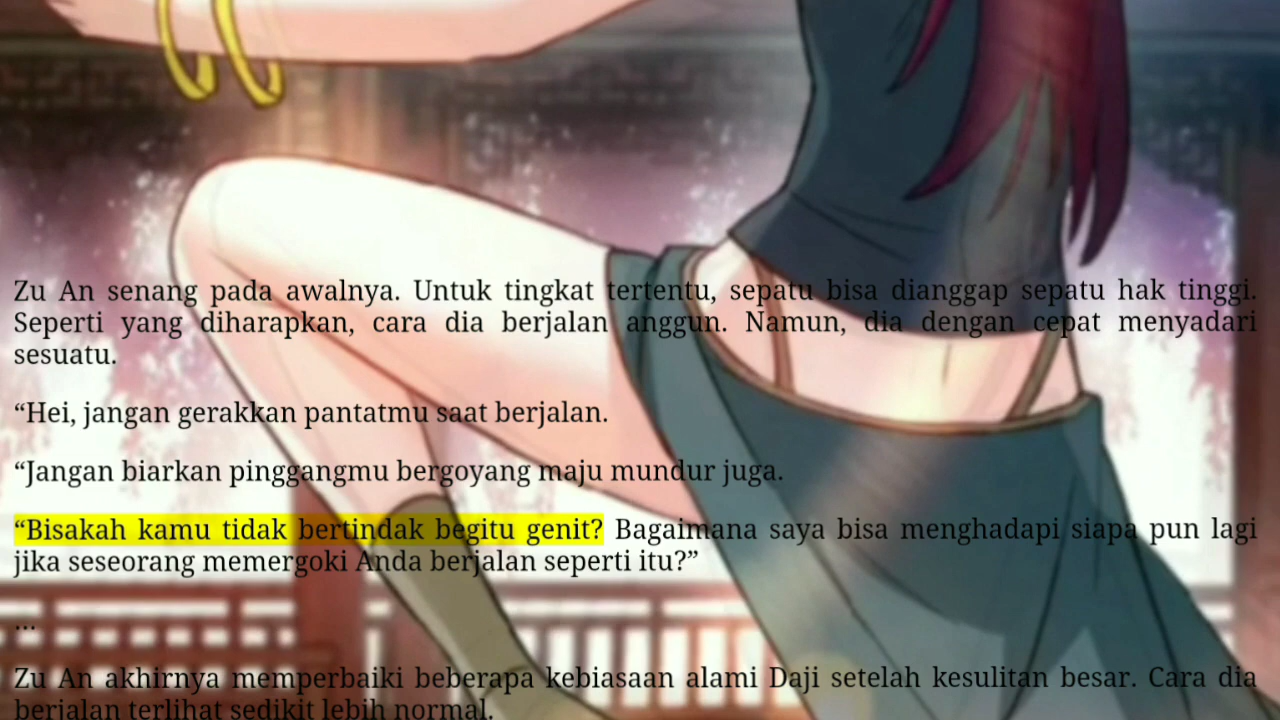 Zu An senang pada awalnya. Untuk tingkat tertentu, sepatu bisa dianggap sepatu hak tinggi.
Seperti yang diharapkan, cara dia berjalan anggun. Namun, dia dengan cepat menyadari
sesuatu.
“Hei, jangan gerakkan pantatmu saat berjalan.
“Jangan biarkan pinggangmu bergoyang maju mundur juga.
“Bisakah kamu tidak bertindak begitu genit? Bagaimana saya bisa menghadapi siapa pun lagi
jika seseorang memergoki Anda berjalan seperti itu?”
…
Zu An akhirnya memperbaiki beberapa kebiasaan alami Daji setelah kesulitan besar. Cara dia
berjalan terlihat sedikit lebih normal.